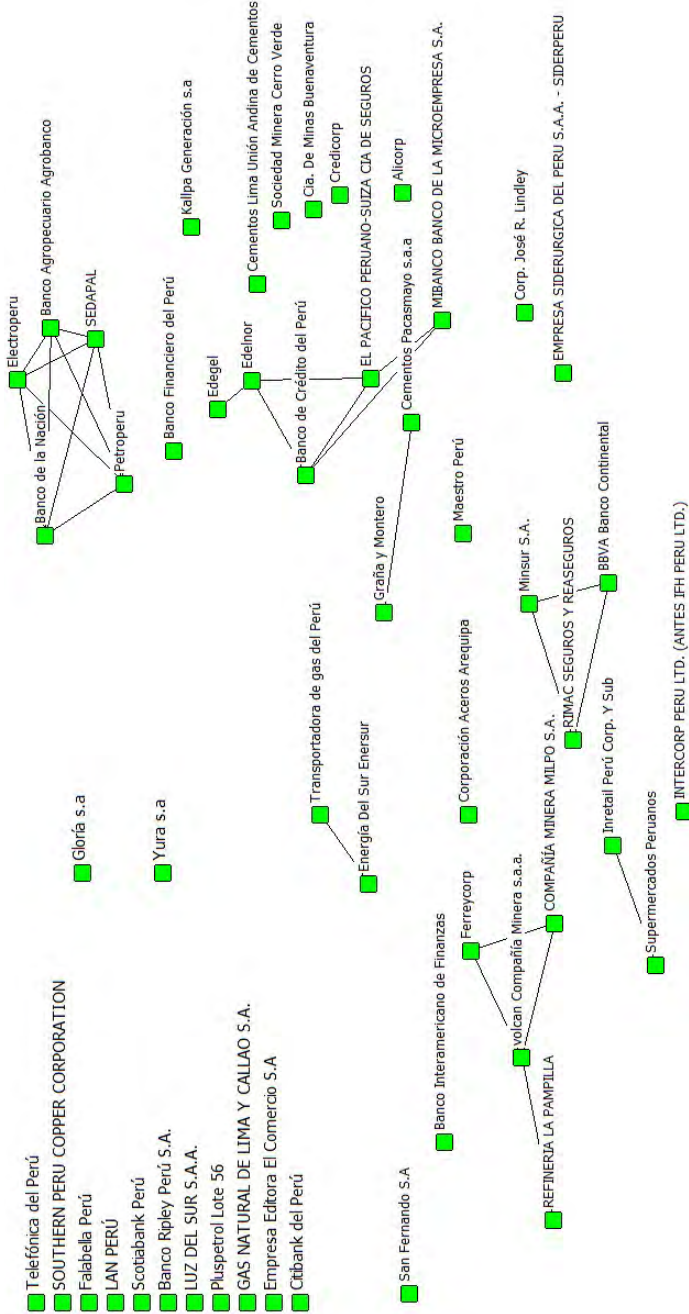 Telefónica del Perú
SOUTHERN PERU COPPER CORPORATION
Falabella Perú
LAN PERÚ
Scotiabank Perú
Banco Ripley Perú S.A.
LUZ DEL SUR S.A.A.
Pluspetrol Lote 56
GAS NATURAL DE LIMA Y CALLAO S.A.
Empresa Editora El Comercio S.A
Citibank del Perú
San Fernando S.A
Gloría s.a
Yura s.a
Transportadora de gas del Perú
Energía Del Sur Enersur
Banco Interamericano de Finanzas
Ferreycorp
volcan Compañía Minera s.a.a.
COMPAÑÍA MINERA MILPO S.A.
REFINERIA LA PAMPILLA
Corporación Aceros Arequipa
Inretail Perú Corp. Y Sub
Supermercados Peruanos
INTERCORP PERU LTD. (ANTES IFH PERU LTD.)
Electroperu
Banco Agropecuario Agrobanco
SEDAPAL
Banco de la Nación
Petroperu
Banco Financiero del Perú
Kallpa Generación s.a
Edegel
Edelnor
Cementos Lima Unión Andina de Cementos
Sociedad Minera Cerro Verde
Cia. De Minas Buenaventura
Credicorp
Banco de Crédito del Perú
EL PACIFICO PERUANO-SUIZA CIA DE SEGUROS
Alicorp
Cementos Pacasmayo s.a.a
MIBANCO BANCO DE LA MICROEMPRESA S.A.
Graña y Montero
Maestro Perú
Minsur S.A.
RIMAC SEGUROS Y REASEGUROS
BBVA Banco Continental
Corp. José R. Lindley
EMPRESA SIDERURGICA DEL PERU S.A.A. - SIDERPERU